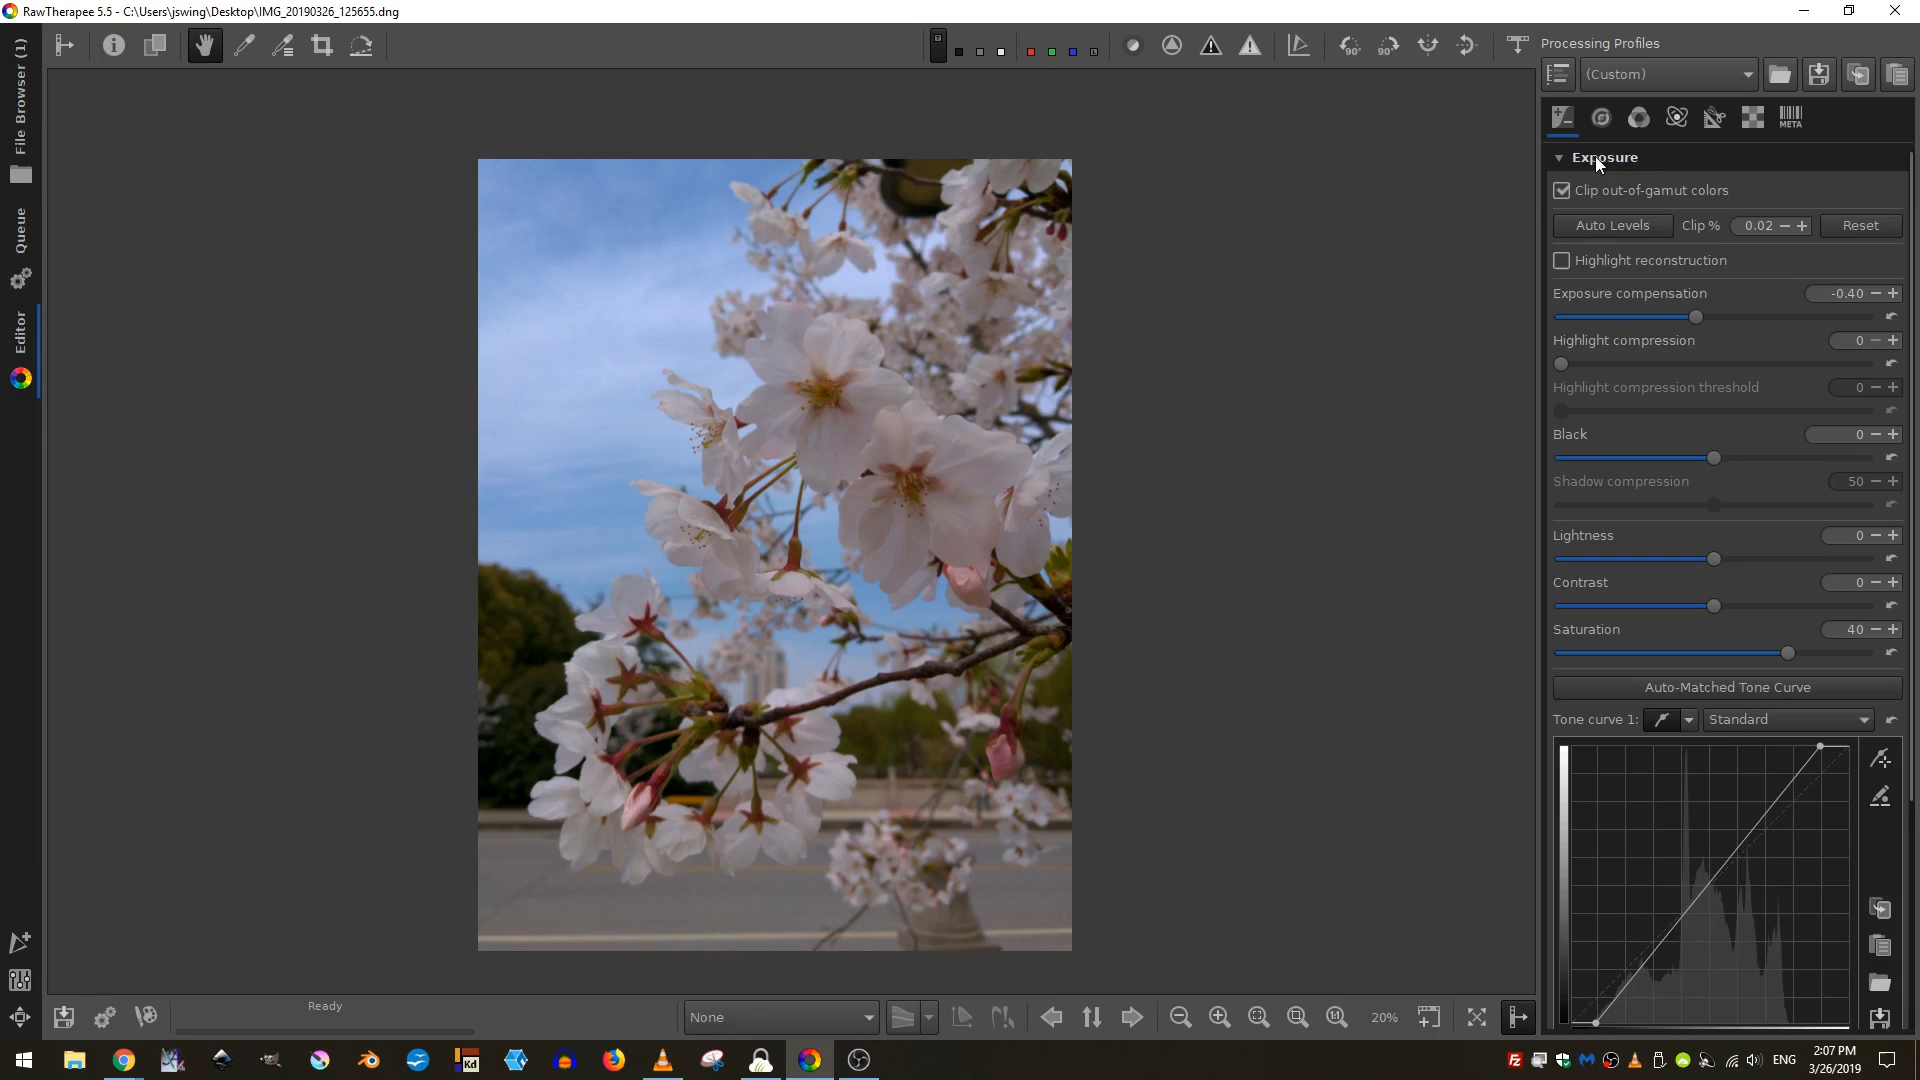 RawTherapee 5.5 - C:\Users\jswing\Desktop\IMG_20190326_125655.dng
File Browser (1)
Queue
Editor
Processing Profiles
(Custom)
META
Exposure
Clip out-of-gamut colors
Auto Levels Clip % 0.02 Reset
Highlight reconstruction
Exposure compensation -0.40
Highlight compression 0
Highlight compression threshold 0
Black 0
Shadow compression 50
Lightness 0
Contrast 0
Saturation 40
Auto-Matched Tone Curve
Tone curve 1: Standard
Ready
None
20%
ENG
2:07 PM
3/26/2019